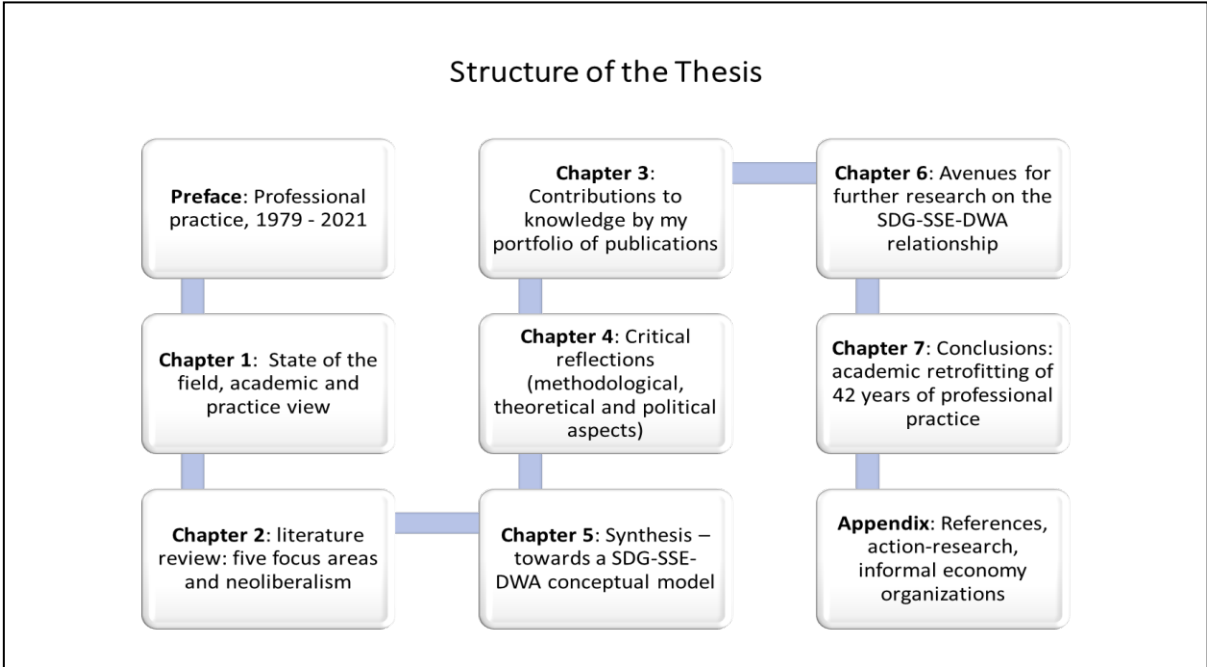 Structure of the Thesis
Preface: Professional
practice, 1979 - 2021
Chapter 1:  State of the
field, academic and
practice view
Chapter 2: literature
review: five focus areas
and neoliberalism
Chapter 3:
Contributions to
knowledge by my
portfolio of publications
Chapter 4: Critical
reflections
(methodological,
theoretical and political
aspects)
Chapter 5: Synthesis –
towards a SDG-SSE-
DWA conceptual model
Chapter 6: Avenues for
further research on the
SDG-SSE-DWA
relationship
Chapter 7: Conclusions:
academic retrofitting of
42 years of professional
practice
Appendix: References,
action-research,
informal economy
organizations